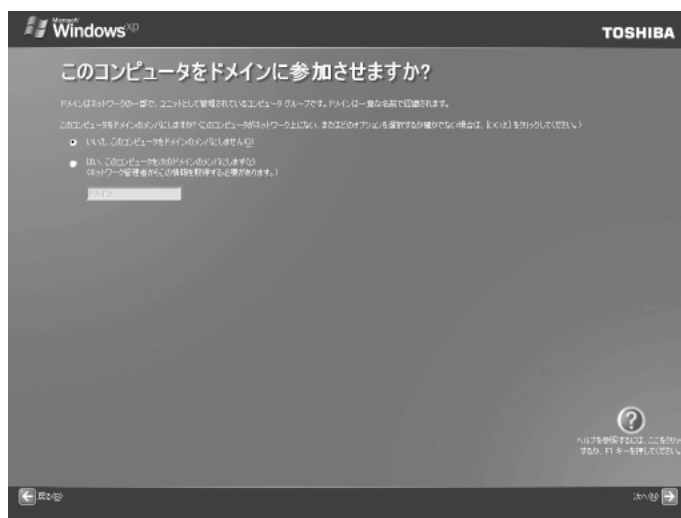 Microsoft
Windows xp
TOSHIBA
このコンピュータをドメインに参加させますか?
ドメインはネットワークの一部で、ユニットとして管理されているコンピュータ グループです。ドメインは一意な名前で認識されます。
このコンピュータをドメインのメンバにしますか? (このコンピュータがネットワーク上にない、またはどのオプションを選択するか確かでない場合は、[いいえ] をクリックしてください。)
いいえ、このコンピュータをドメインのメンバにしません(O)
はい、このコンピュータを次のドメインのメンバにします(Y)
(ネットワーク管理者からこの情報を取得する必要があります。)
ドメイン
ヘルプを参照するには、ここをクリッ
するか、F1 キーを押してください
戻る(B)
次へ(N)